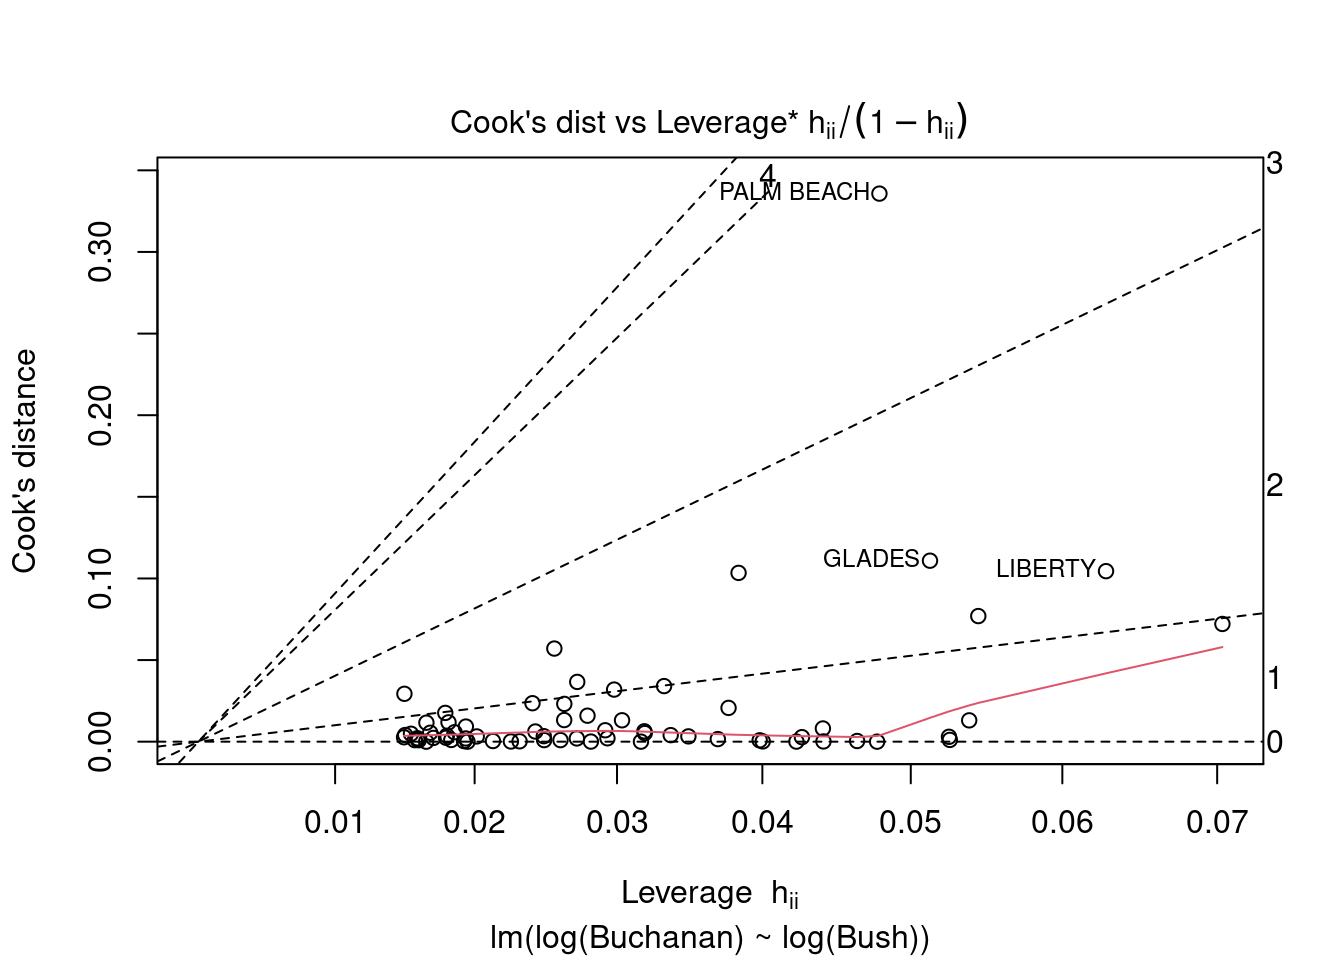 Cook's dist vs Leverage* hii/(1 − hii)
3
4
PALM BEACH
0.30
Cook's distance
0.20
2
GLADES
LIBERTY
0.10
1
0.00
0
0.01 0.02 0.03 0.04 0.05 0.06 0.07
Leverage hii
lm(log(Buchanan) ~ log(Bush))